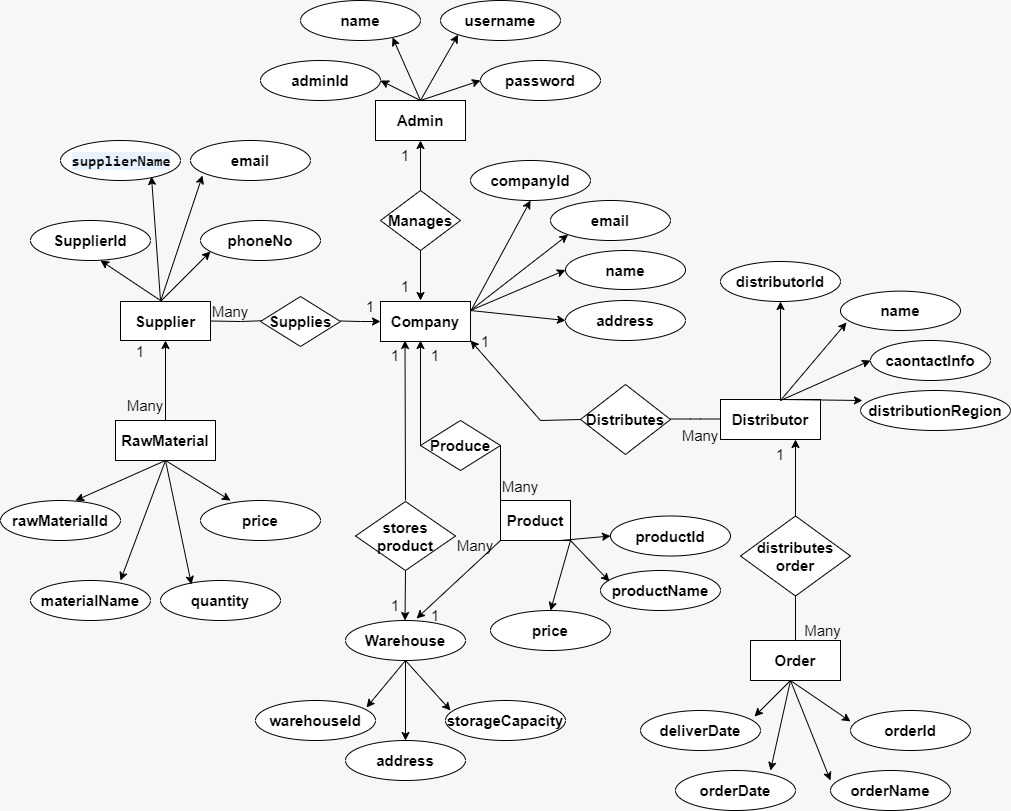 name
username
adminId
password
Admin
1
supplierName
email
companyId
Manages
SupplierId
phoneNo
email
name
distributorId
1
Many
1
Supplier
Supplies
Company
address
name
1
1
1
1
caontactInfo
Many
Distributes
Distributor
distributionRegion
Many
RawMaterial
Produce
1
Many
rawMaterialId
price
stores
product
Product
Many
productId
distributes
order
materialName
quantity
productName
1
1
Warehouse
price
Many
Order
warehouseId
storageCapacity
address
deliverDate
orderId
orderDate
orderName